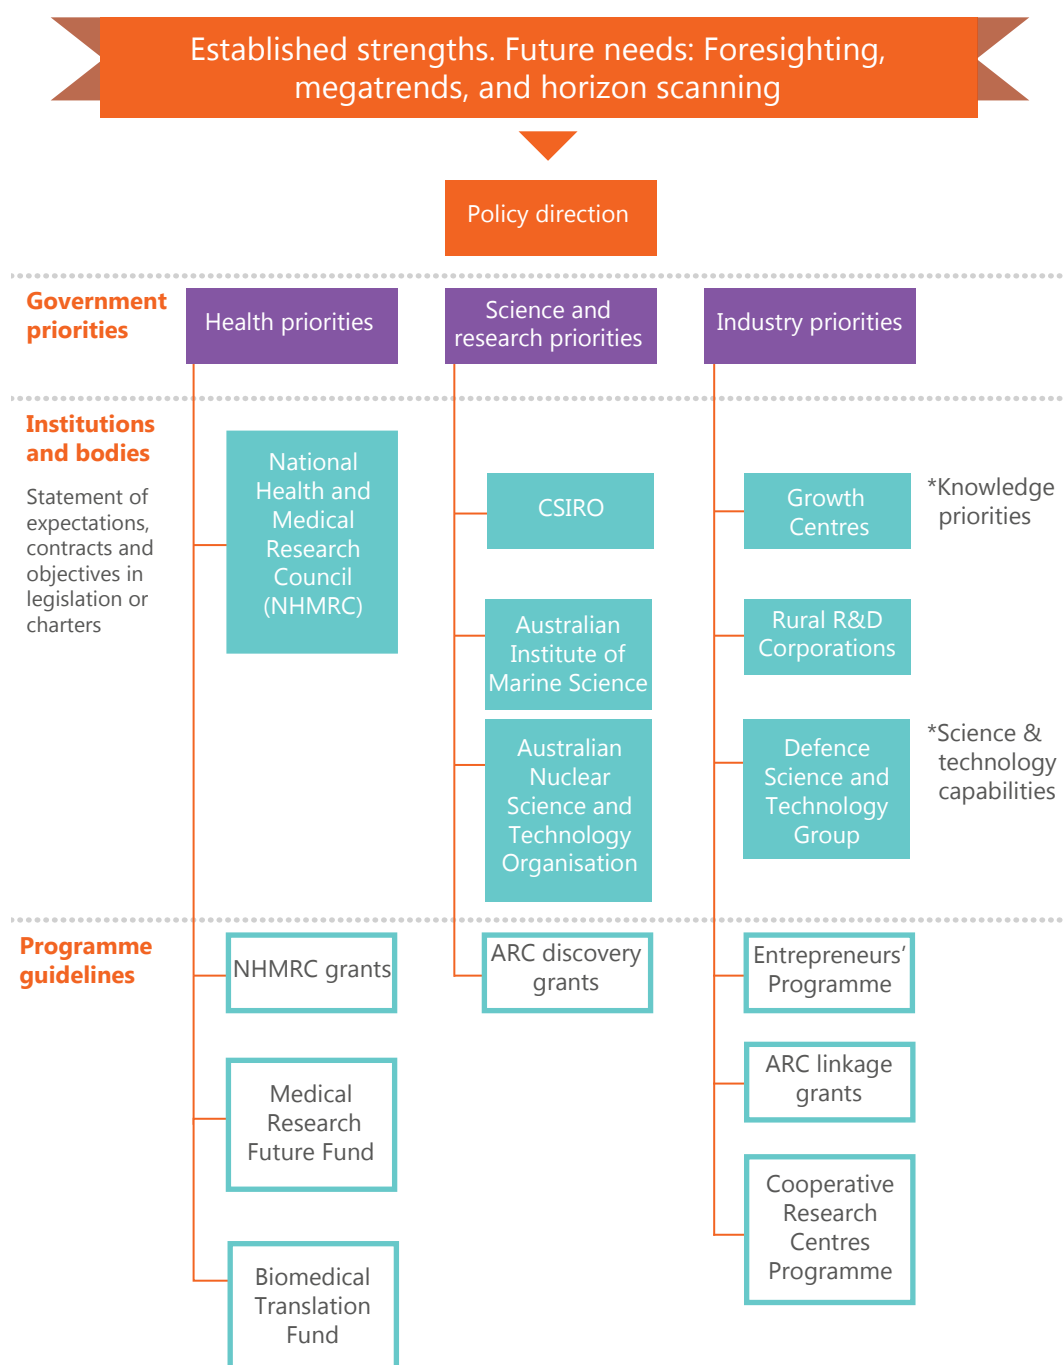 Established strengths. Future needs: Foresighting,
megatrends, and horizon scanning
Policy direction
Government
priorities
Health priorities
Science and
research priorities
Industry priorities
Institutions
and bodies
Statement of
expectations,
contracts and
objectives in
legislation or
charters
National
Health and
Medical
Research
Council
(NHMRC)
CSIRO
Australian
Institute of
Marine Science
Australian
Nuclear
Science and
Technology
Organisation
Growth
Centres
*Knowledge
priorities
Rural R&D
Corporations
Defence
Science and
Technology
Group
*Science &
technology
capabilities
Programme
guidelines
NHMRC grants
Medical
Research
Future Fund
Biomedical
Translation
Fund
ARC discovery
grants
Entrepreneurs’
Programme
ARC linkage
grants
Cooperative
Research
Centres
Programme